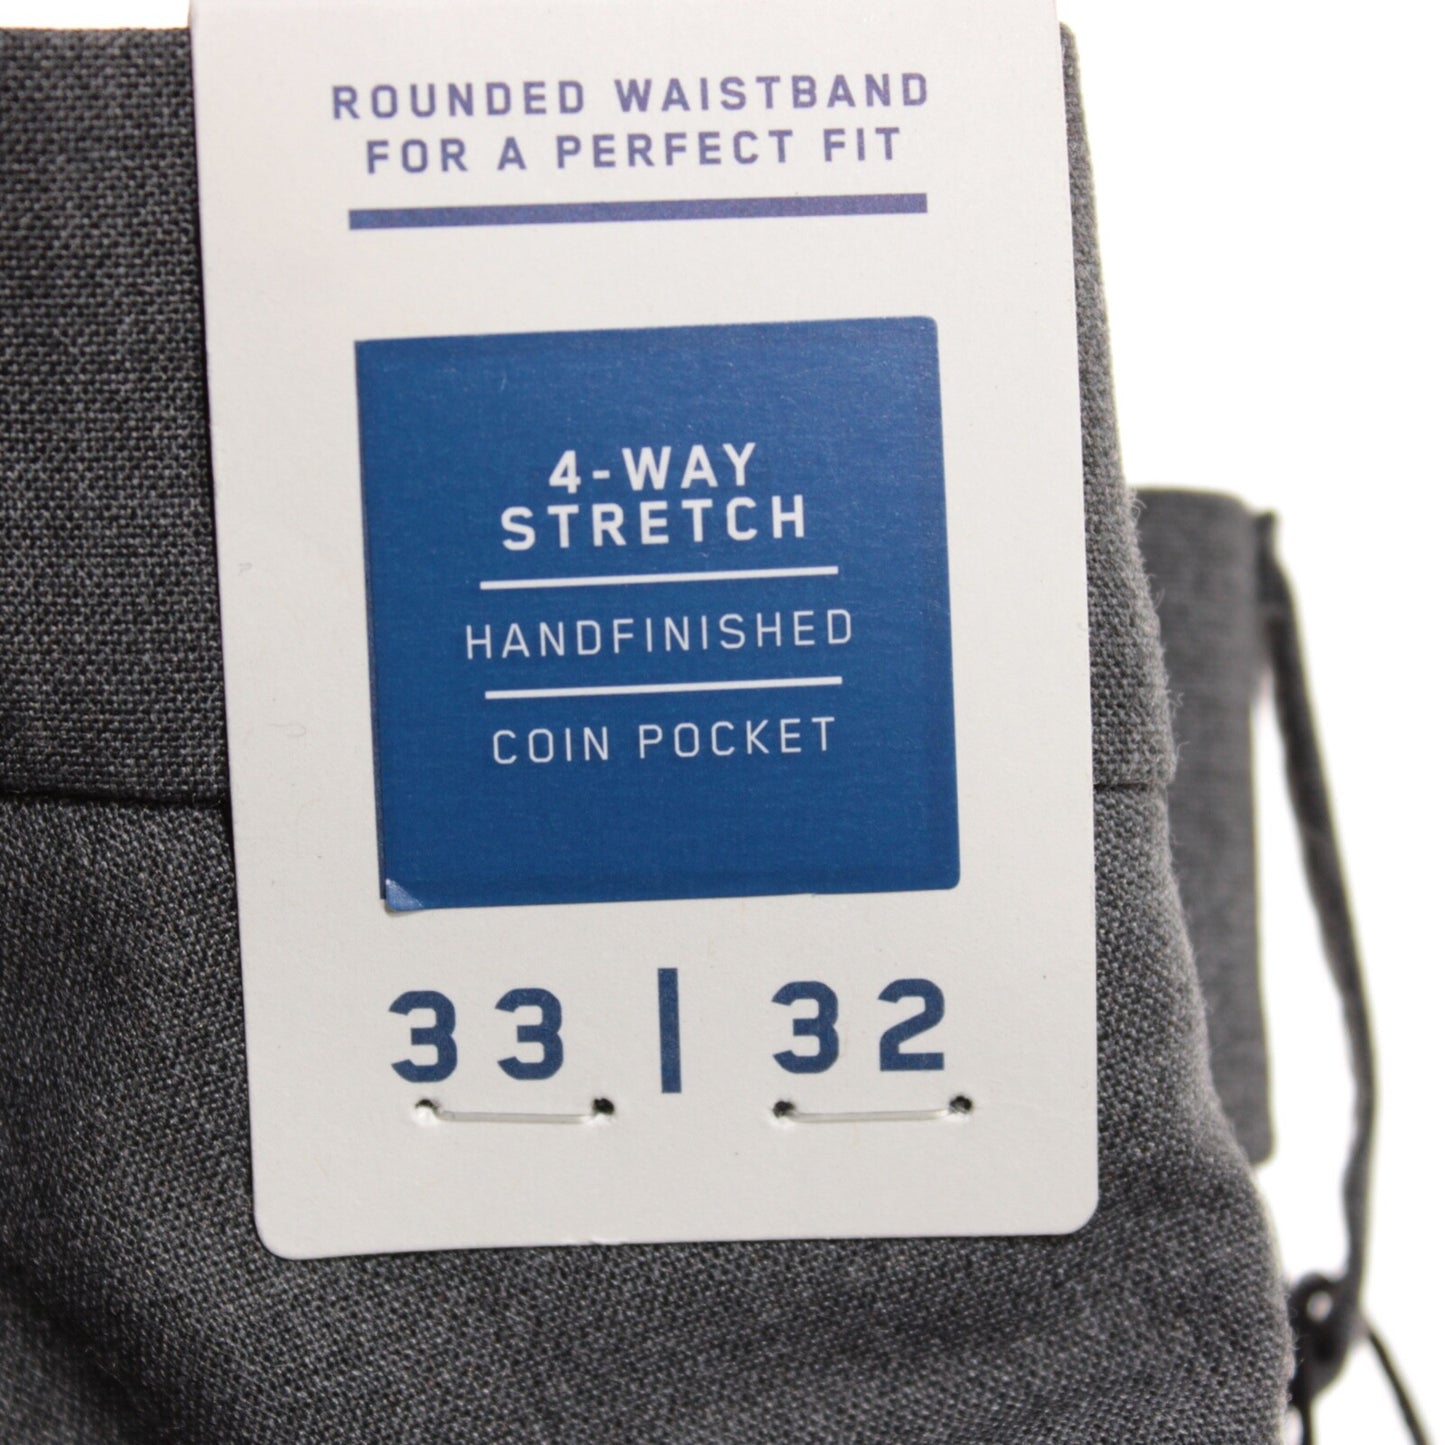 ROUNDED WAISTBAND
FOR A PERFECT FIT
4-WAY
STRETCH
HANDFINISHED
COIN POCKET
33 | 32